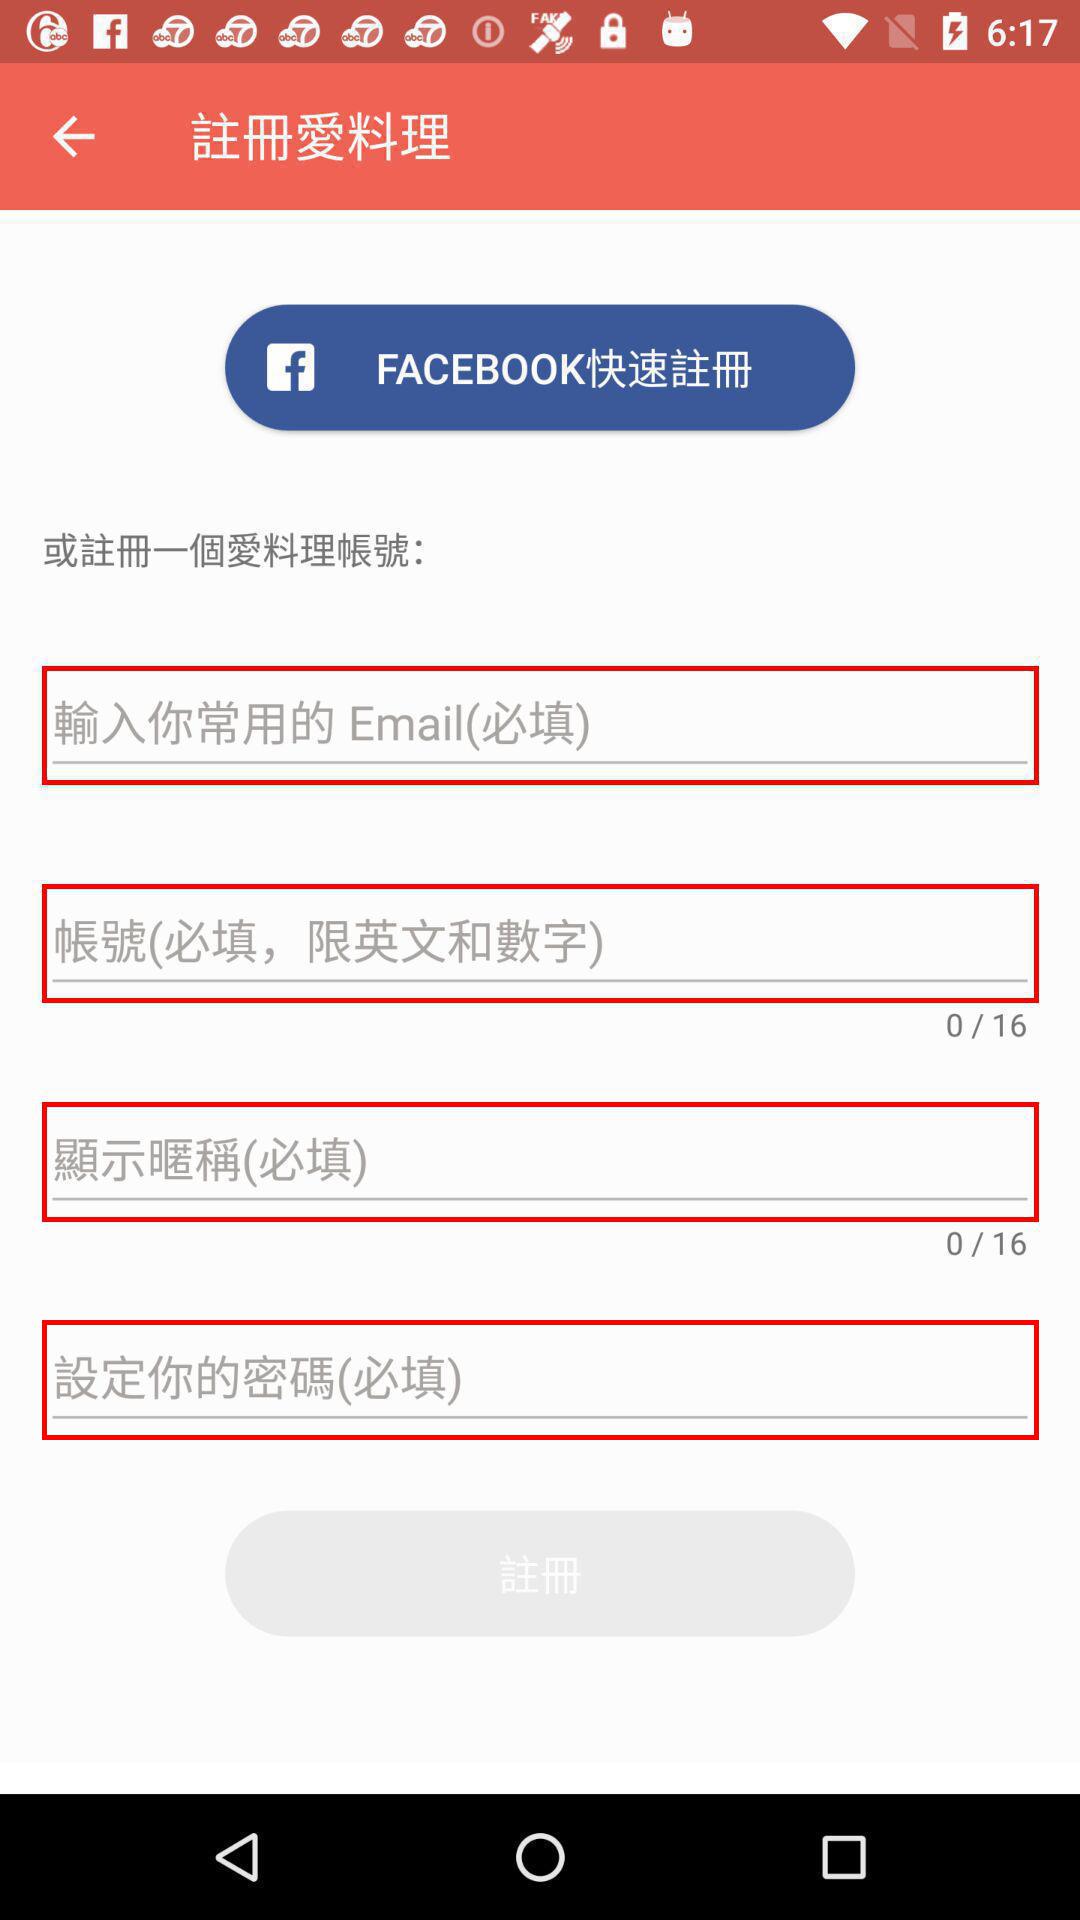 6:17
註冊愛料理
FACEBOOK快速註冊
或註冊一個愛料理帳號：
輸入你常用的 Email(必填)
帳號(必填，限英文和數字)
0 / 16
顯示暱稱(必填)
0 / 16
設定你的密碼(必填)
註冊